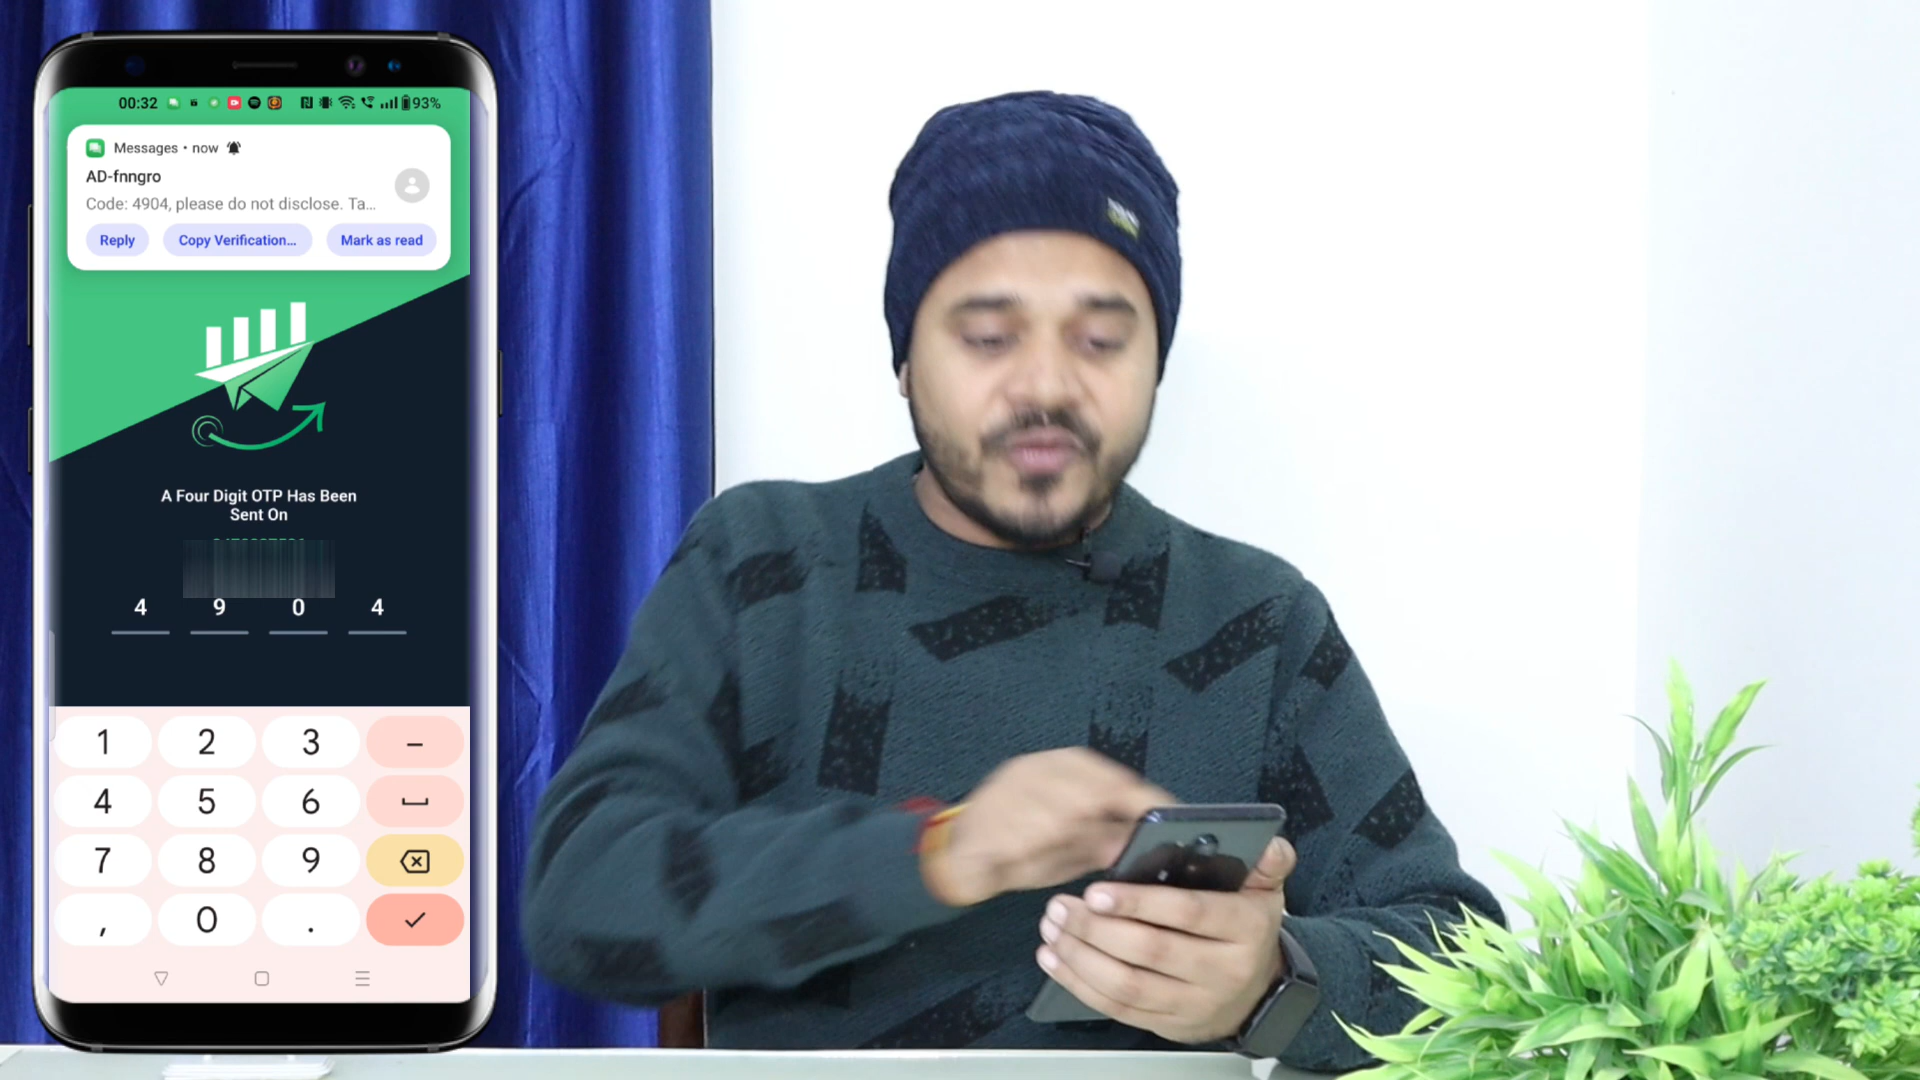 00:32
93%
Messages • now
AD-fnngro
Code: 4904, please do not disclose. Ta...
Reply
Copy Verification...
Mark as read
A Four Digit OTP Has Been
Sent On
4 9 0 4
1 2 3 –
4 5 6
7 8 9
, 0 .